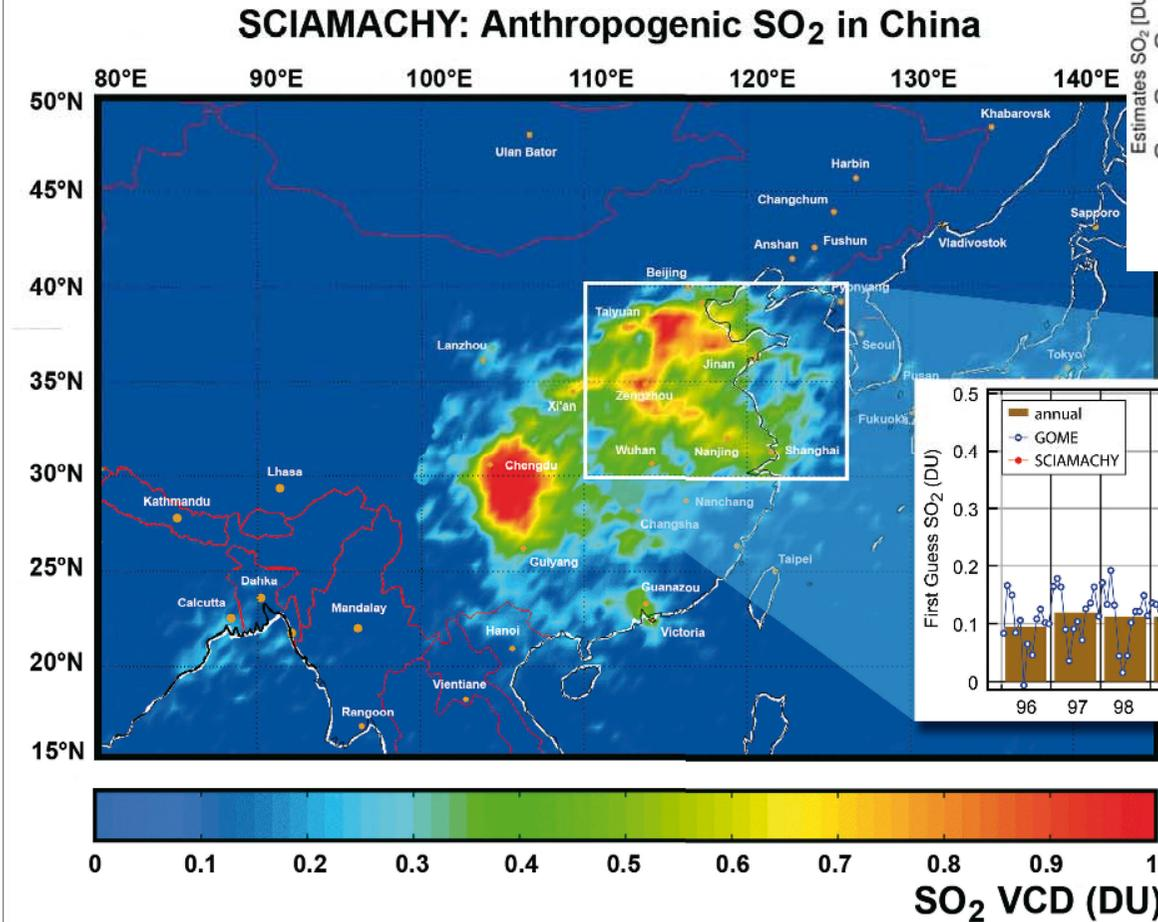 SCIAMACHY: Anthropogenic SO2 in China
Estimates SO2 [DU
80°E 90°E 100°E 110°E 120°E 130°E 140°E
50°N
Khabarovsk
Ulan Bator
Harbin
45°N
Changchum
Sapporo
Anshan Fushun
Vladivostok
Beijing
40°N
Pyonyang
Taiyuan
Lanzhou
Seoul
Tokyo
Jinan
35°N
Pusan
Zengzhou
Xi'an
Fukuok
Wuhan Nanjing Shanghai
Chengdu
30°N
Lhasa
Kathmandu
Nanchang
Changsha
Guiyang
Taipei
25°N
Dahka
Guanazou
Calcutta
Mandalay
Hanoi
Victoria
20°N
Vientiane
Rangoon
15°N
First Guess SO2 (DU)
0.5
annual
GOME
SCIAMACHY
0.4
0.3
0.2
0.1
0
96 97 98
0 0.1 0.2 0.3 0.4 0.5 0.6 0.7 0.8 0.9 1
SO2 VCD (DU)